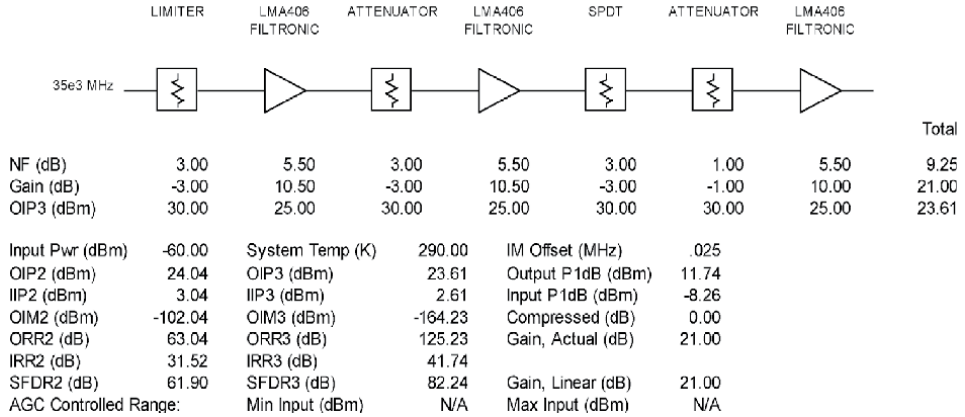 LIMITER LMA406 FILTRONIC ATTENUATOR LMA406 FILTRONIC SPDT ATTENUATOR LMA406 FILTRONIC
35e3 MHz
Total
NF (dB) 3.00 5.50 3.00 5.50 3.00 1.00 5.50 9.25
Gain (dB) -3.00 10.50 -3.00 10.50 -3.00 -1.00 10.00 21.00
OIP3 (dBm) 30.00 25.00 30.00 25.00 30.00 30.00 25.00 23.61
Input Pwr (dBm) -60.00 System Temp (K) 290.00 IM Offset (MHz) .025
OIP2 (dBm) 24.04 OIP3 (dBm) 23.61 Output P1dB (dBm) 11.74
IIP2 (dBm) 3.04 IIP3 (dBm) 2.61 Input P1dB (dBm) -8.26
OIM2 (dBm) -102.04 OIM3 (dBm) -164.23 Compressed (dB) 0.00
ORR2 (dB) 63.04 ORR3 (dB) 125.23 Gain, Actual (dB) 21.00
IRR2 (dB) 31.52 IRR3 (dB) 41.74
SFDR2 (dB) 61.90 SFDR3 (dB) 82.24 Gain, Linear (dB) 21.00
AGC Controlled Range: Min Input (dBm) N/A Max Input (dBm) N/A